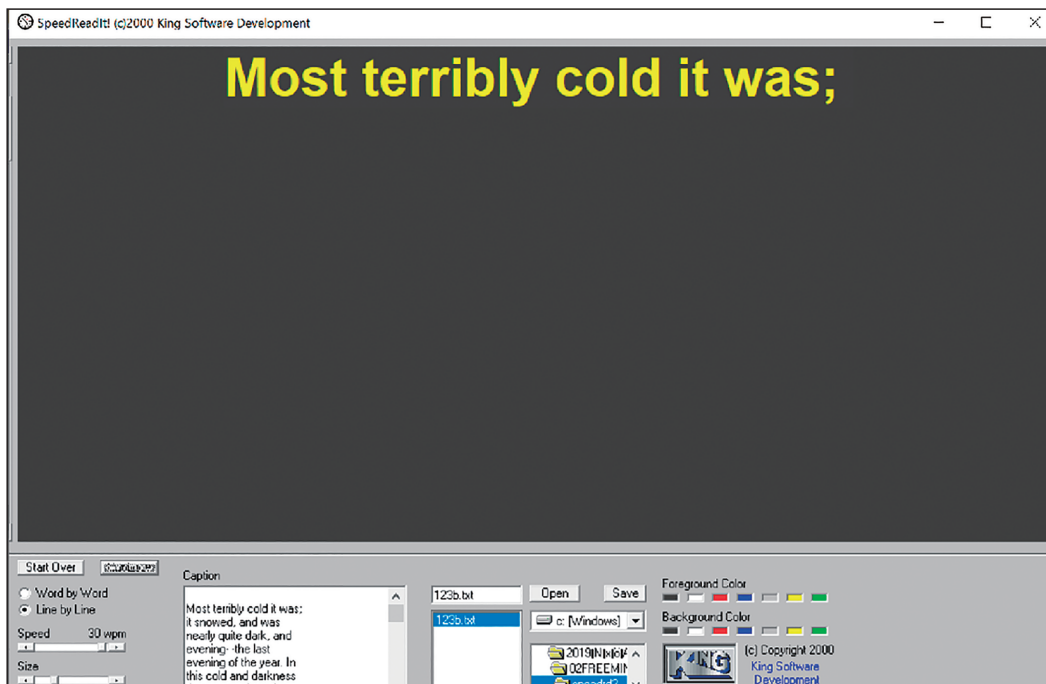 SpeedReadIt! (c)2000 King Software Development
Most terribly cold it was;
Start Over
Word by Word
Line by Line
Speed 30 wpm
Size
Caption
Most terribly cold it was;
it snowed, and was
nearly quite dark, and
evening--the last
evening of the year. In
this cold and darkness
123b.txt
123b.txt
Open Save
c: [Windows]
02FREEMIN
Foreground Color
Background Color
KING
(c) Copyright 2000
King Software
Development